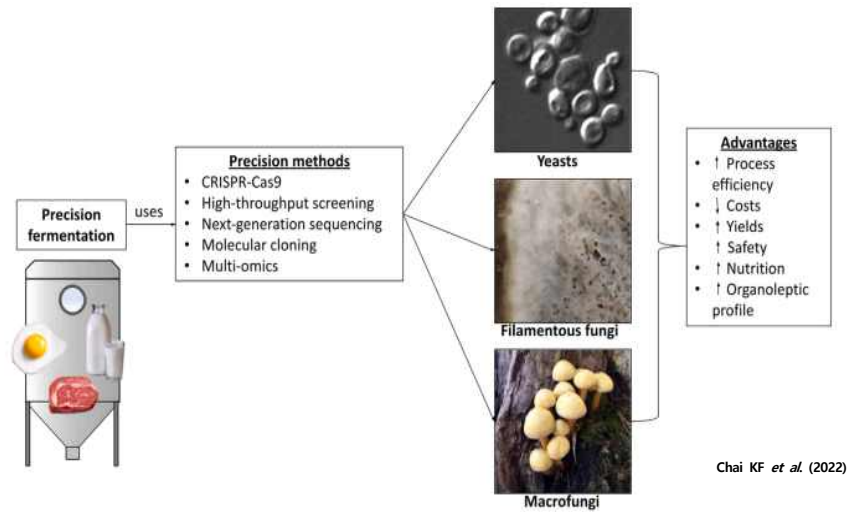 Precision
fermentation
uses
Precision methods
• CRISPR-Cas9
• High-throughput screening
• Next-generation sequencing
• Molecular cloning
• Multi-omics
Yeasts
Filamentous fungi
Macrofungi
Advantages
• ↑ Process
efficiency
• ↓ Costs
• ↑ Yields
• ↑ Safety
• ↑ Nutrition
• ↑ Organoleptic
profile
Chai KF et al. (2022)